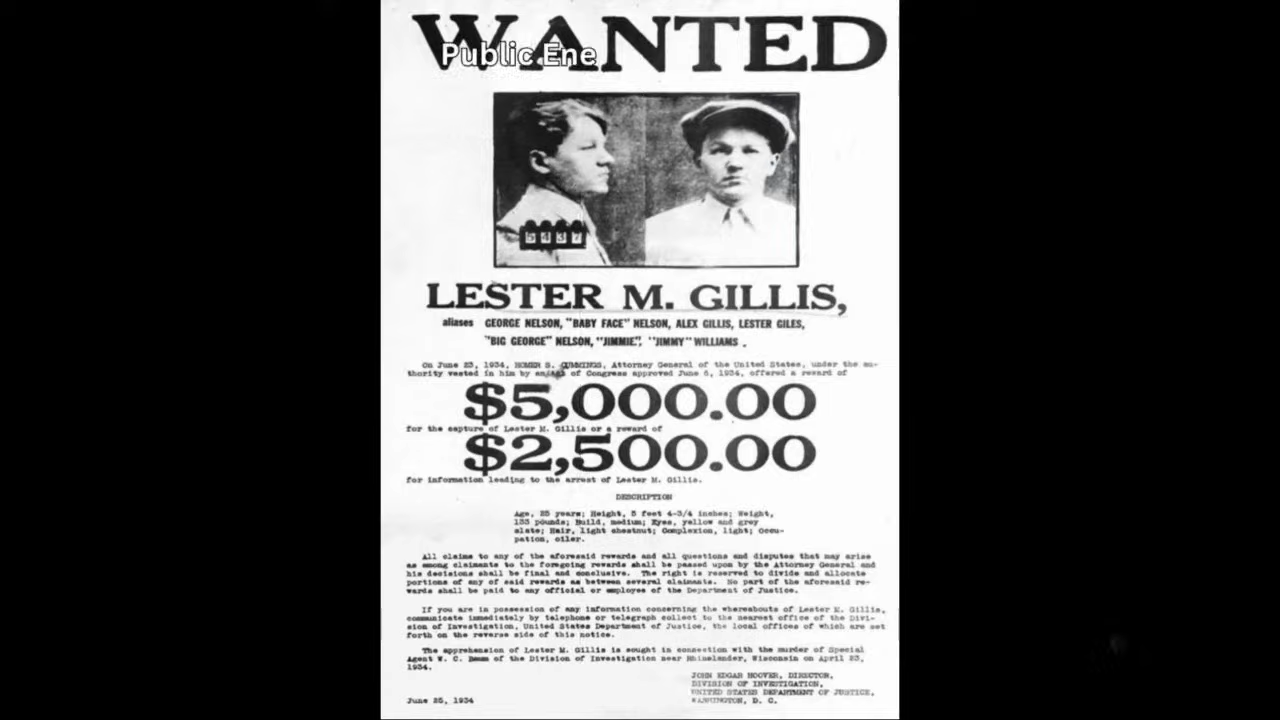 WANTED
Public Ene
5437
LESTER M. GILLIS,
aliases GEORGE NELSON, "BABY FACE" NELSON, ALEX GILLIS, LESTER GILES,
"BIG GEORGE" NELSON, "JIMMIE", "JIMMY" WILLIAMS .
On June 23, 1934, HOMER S. CUMMINGS, Attorney General of the United States, under the au-
thority vested in him by an Act of Congress approved June 6, 1934, offered a reward of
$5,000.00
for the capture of Lester M. Gillis or a reward of
$2,500.00
for information leading to the arrest of Lester M. Gillis.
DESCRIPTION
Age, 25 years; Height, 5 feet 4-3/4 inches; Weight,
133 pounds; Build, medium; Eyes, yellow and grey
slate; Hair, light chestnut; Complexion, light; Occu-
pation, oiler.
All claims to any of the aforesaid rewards and all questions and disputes that may arise
as among claimants to the foregoing rewards shall be passed upon by the Attorney General and
his decisions shall be final and conclusive. The right is reserved to divide and allocate
portions of any of said rewards as between several claimants. No part of the aforesaid re-
wards shall be paid to any official or employee of the Department of Justice.
If you are in possession of any information concerning the whereabouts of Lester M. Gillis,
communicate immediately by telephone or telegraph collect to the nearest office of the Divi-
sion of Investigation, United States Department of Justice, the local offices of which are set
forth on the reverse side of this notice.
The apprehension of Lester M. Gillis is sought in connection with the murder of Special
Agent W. C. Baum of the Division of Investigation near Rhinelander, Wisconsin on April 23,
1934.
JOHN EDGAR HOOVER, DIRECTOR,
DIVISION OF INVESTIGATION,
UNITED STATES DEPARTMENT OF JUSTICE,
WASHINGTON, D. C.
June 25, 1934